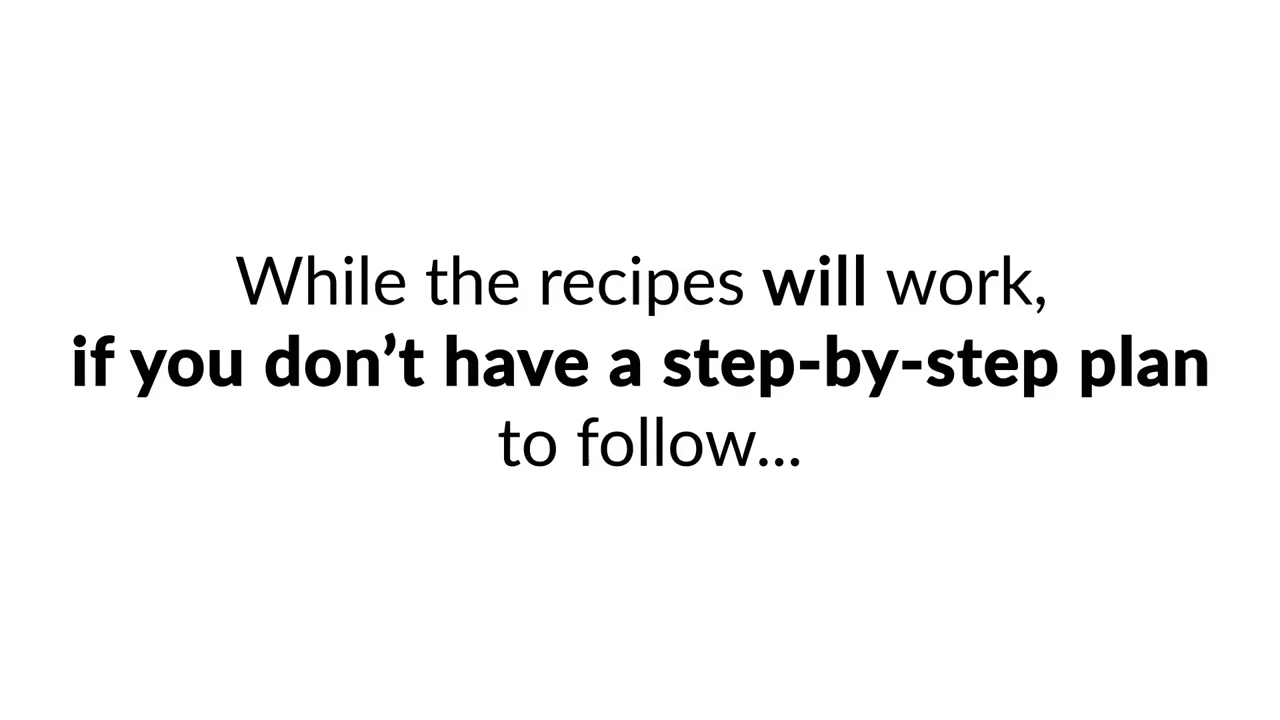 While the recipes will work,
if you don’t have a step-by-step plan
to follow...